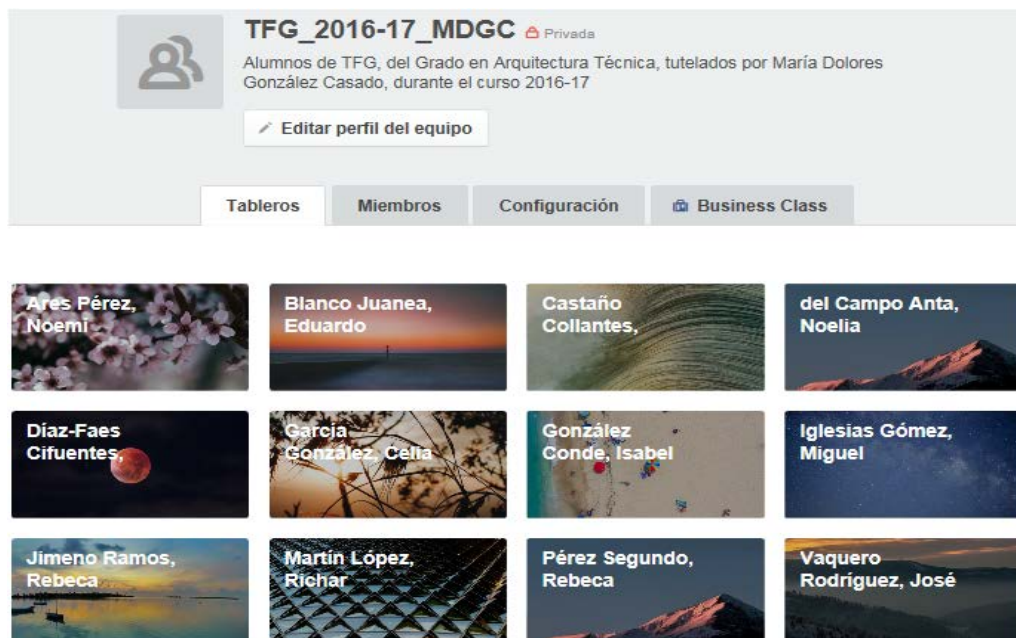 TFG_2016-17_MDGC Privada
Alumnos de TFG, del Grado en Arquitectura Técnica, tutelados por María Dolores
González Casado, durante el curso 2016-17
Editar perfil del equipo
Tableros Miembros Configuración Business Class
Ares Pérez,
Noemí
Blanco Juanea,
Eduardo
Castaño
Collantes,
del Campo Anta,
Noelia
Díaz-Faes
Cifuentes,
García
González, Celia
González
Conde, Isabel
Iglesias Gómez,
Miguel
Jimeno Ramos,
Rebeca
Martín López,
Richar
Pérez Segundo,
Rebeca
Vaquero
Rodríguez, José